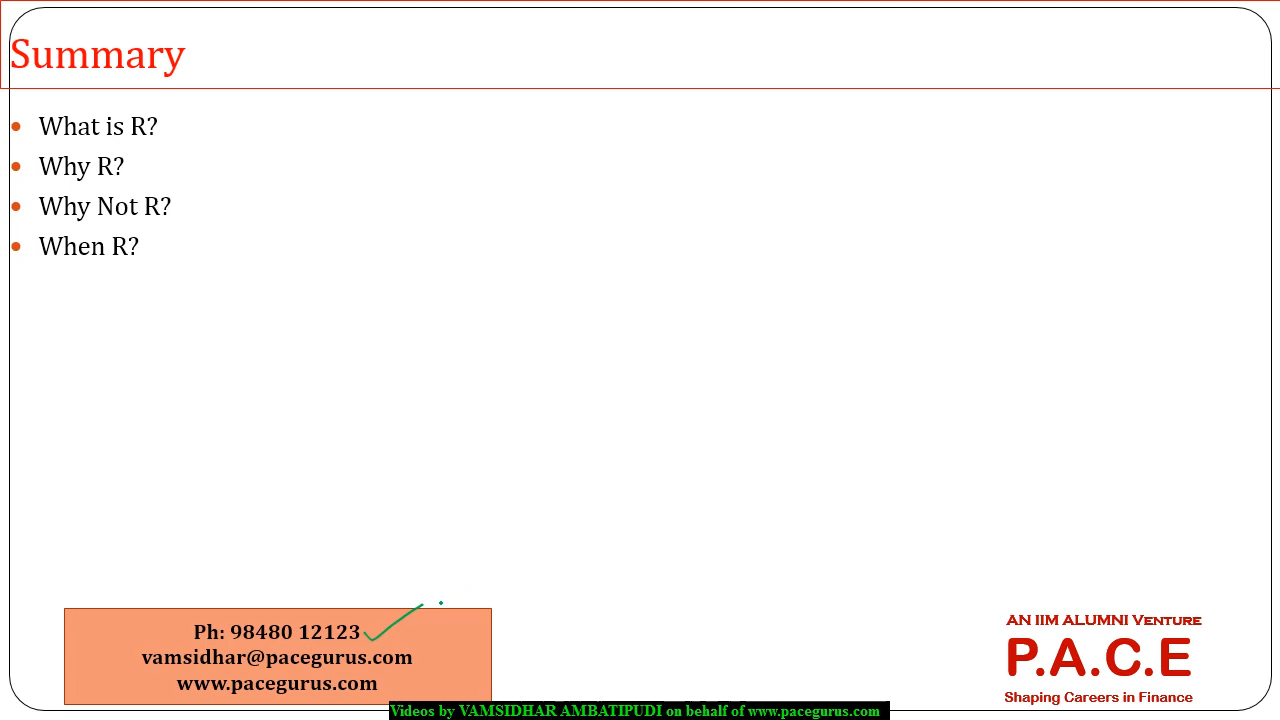 Summary
• What is R?
• Why R?
• Why Not R?
• When R?
Ph: 98480 12123
vamsidhar@pacegurus.com
www.pacegurus.com
AN IIM ALUMNI VENTURE
P.A.C.E
Shaping Careers in Finance
Videos by VAMSIDHAR AMBATIPUDI on behalf of www.pacegurus.com